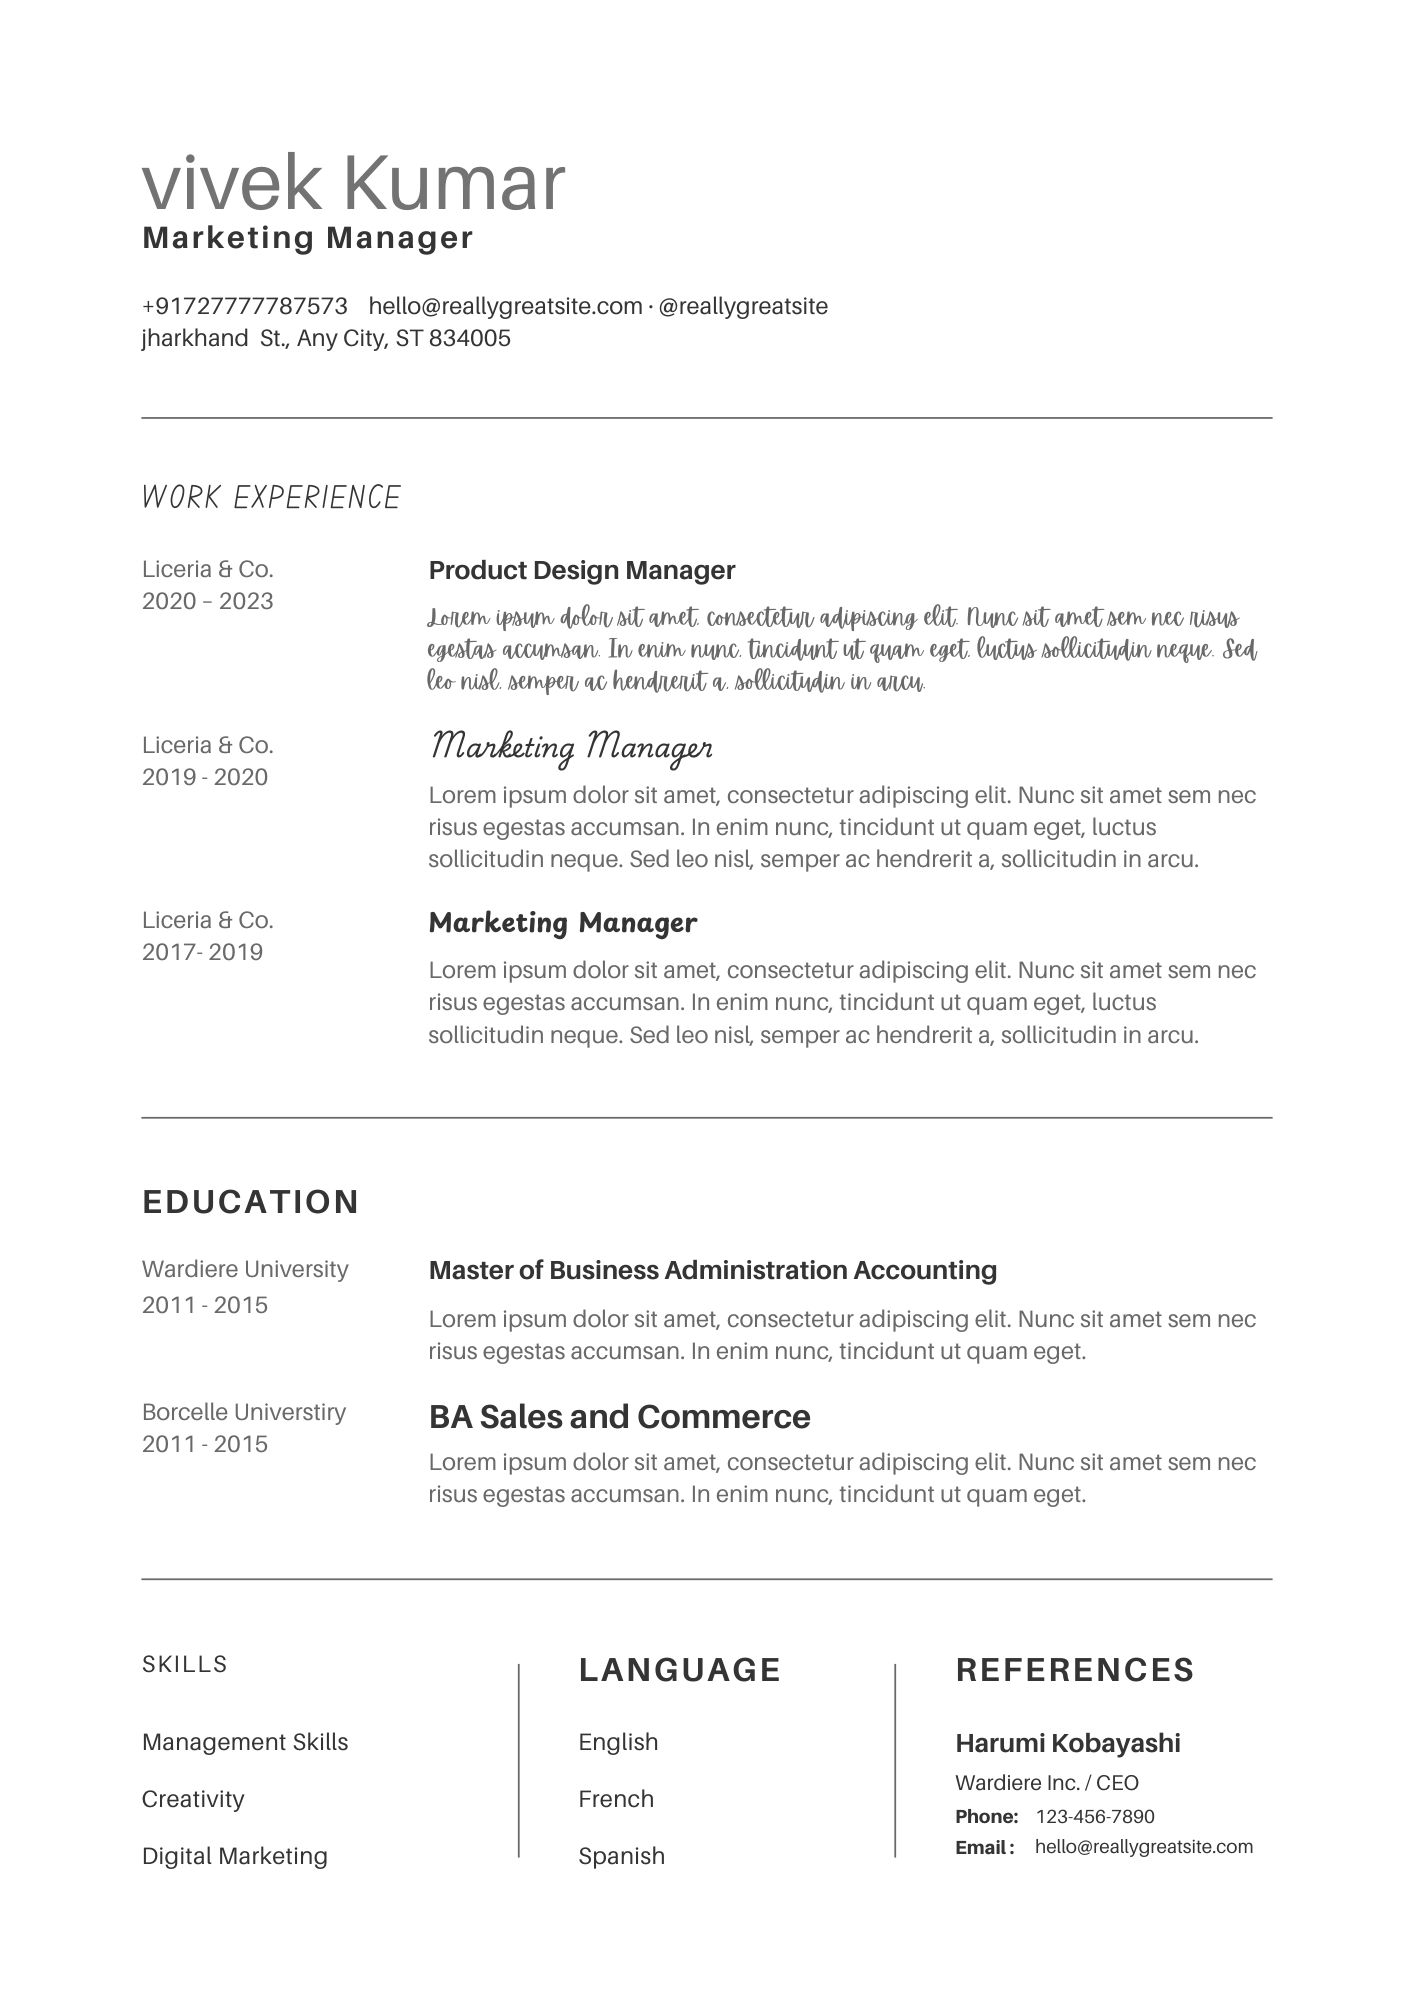 vivek Kumar
Marketing Manager
+91727777787573 hello@reallygreatsite.com · @reallygreatsite
jharkhand St., Any City, ST 834005
WORK EXPERIENCE
Liceria & Co.
2020 – 2023
Product Design Manager
Lorem ipsum dolor sit amet, consectetur adipiscing elit. Nunc sit amet sem nec risus
egestas accumsan. In enim nunc, tincidunt ut quam eget, luctus sollicitudin neque. Sed
leo nisl, semper ac hendrerit a, sollicitudin in arcu.
Liceria & Co.
2019 - 2020
Marketing Manager
Lorem ipsum dolor sit amet, consectetur adipiscing elit. Nunc sit amet sem nec
risus egestas accumsan. In enim nunc, tincidunt ut quam eget, luctus
sollicitudin neque. Sed leo nisl, semper ac hendrerit a, sollicitudin in arcu.
Liceria & Co.
2017- 2019
Marketing Manager
Lorem ipsum dolor sit amet, consectetur adipiscing elit. Nunc sit amet sem nec
risus egestas accumsan. In enim nunc, tincidunt ut quam eget, luctus
sollicitudin neque. Sed leo nisl, semper ac hendrerit a, sollicitudin in arcu.
EDUCATION
Wardiere University
2011 - 2015
Master of Business Administration Accounting
Lorem ipsum dolor sit amet, consectetur adipiscing elit. Nunc sit amet sem nec
risus egestas accumsan. In enim nunc, tincidunt ut quam eget.
Borcelle Universtiry
2011 - 2015
BA Sales and Commerce
Lorem ipsum dolor sit amet, consectetur adipiscing elit. Nunc sit amet sem nec
risus egestas accumsan. In enim nunc, tincidunt ut quam eget.
SKILLS
Management Skills
Creativity
Digital Marketing
LANGUAGE
English
French
Spanish
REFERENCES
Harumi Kobayashi
Wardiere Inc. / CEO
Phone: 123-456-7890
Email : hello@reallygreatsite.com